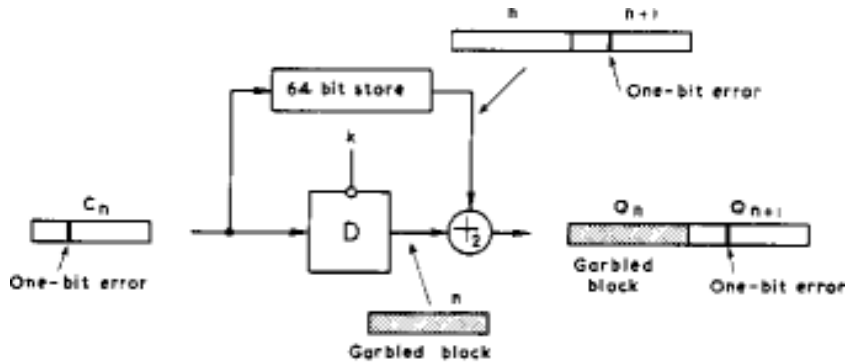 n n+1
64 bit store
One-bit error
k
Cn
D
+2
Qn Qn+1
One-bit error
Garbled
block
One-bit error
n
Garbled block